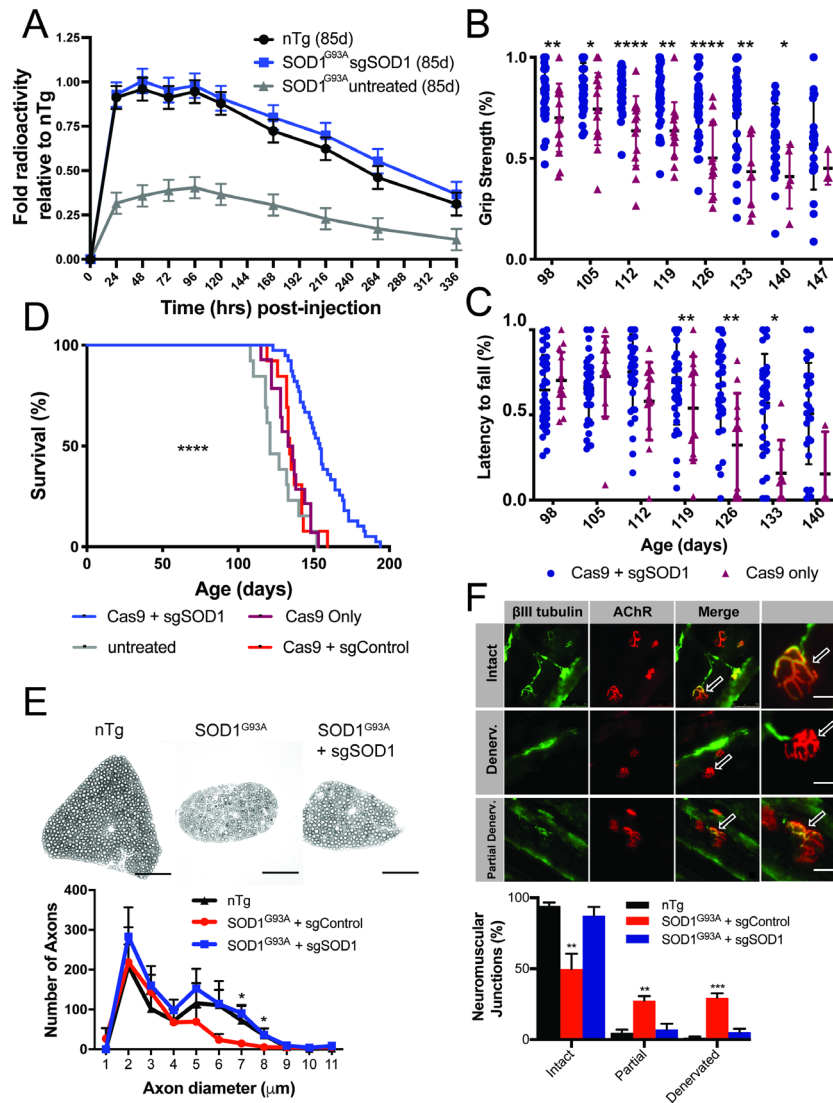 A
Fold radioactivity
relative to nTg
1.25
1.00
0.75
0.50
0.25
0.00
nTg (85d)
SOD1G93A sgSOD1 (85d)
SOD1G93A untreated (85d)
0 24 48 72 96 120 144 168 192 216 240 264 288 312 336
Time (hrs) post-injection
B
Grip Strength (%)
1.0
0.5
0.0
** * **** ** **** ** *
98 105 112 119 126 133 140 147
C
Latency to fall (%)
1.0
0.5
0.0
** ** *
98 105 112 119 126 133 140
Age (days)
Cas9 + sgSOD1 Cas9 only
D
Survival (%)
100
50
0
****
0 50 100 150 200
Age (days)
Cas9 + sgSOD1 Cas9 Only
untreated Cas9 + sgControl
E
nTg SOD1G93A SOD1G93A
+ sgSOD1
Number of Axons
400
300
200
100
0
nTg
SOD1G93A + sgControl
SOD1G93A + sgSOD1
* *
1 2 3 4 5 6 7 8 9 10 11
Axon diameter (μm)
F
βIII tubulin AChR Merge
Intact
Denerv.
Partial Denerv.
Neuromuscular
Junctions (%)
100
50
0
nTg
SOD1G93A + sgControl
SOD1G93A + sgSOD1
** ** ***
Intact Partial Denervated